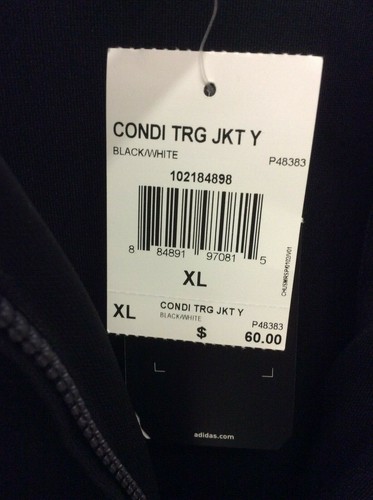 CONDI TRG JKT Y
BLACK/WHITE
P48383
102184898
8 84891 97081 5
XL
XL
CONDI TRG JKT Y
BLACK/WHITE
P48383
$ 60.00
adidas.com